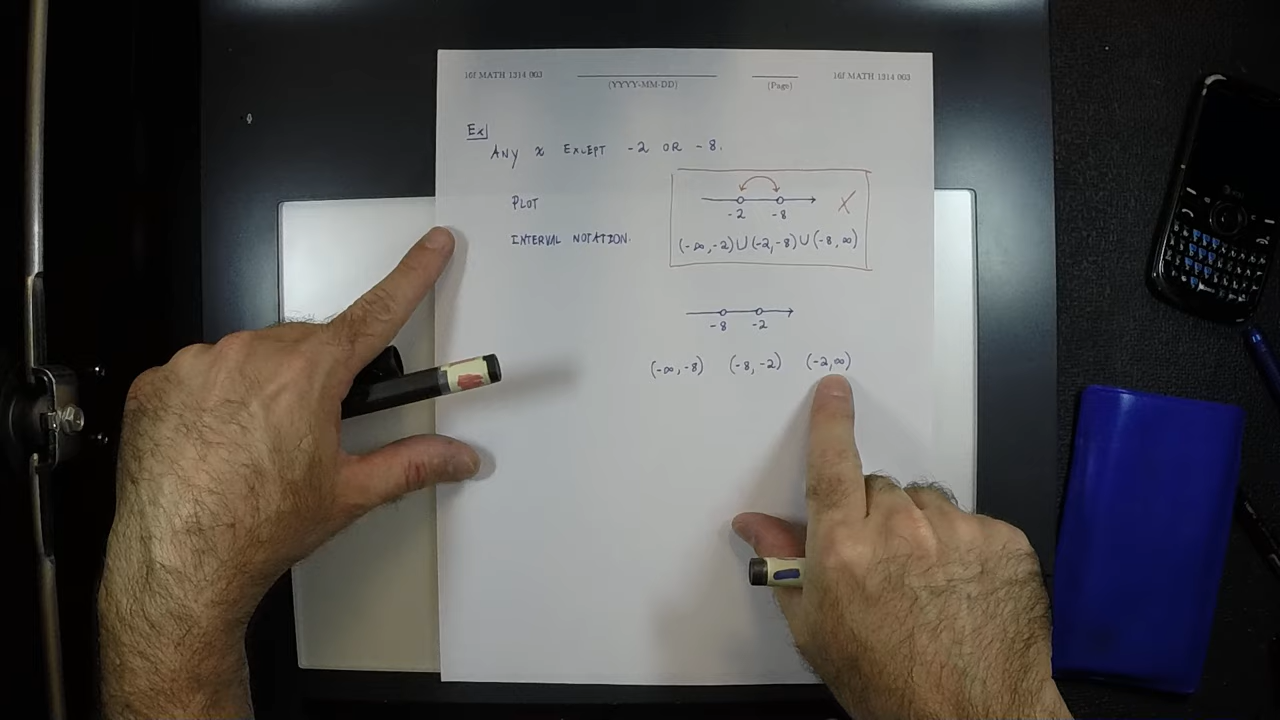 16f MATH 1314 003 (YYYY-MM-DD) (Page) 16f MATH 1314 003
Ex
ANY x EXCEPT -2 OR -8.
PLOT
-2 -8 X
INTERVAL NOTATION. (-∞,-2)∪(-2,-8)∪(-8,∞)
-8 -2
(-∞,-8) (-8,-2) (-2,∞)